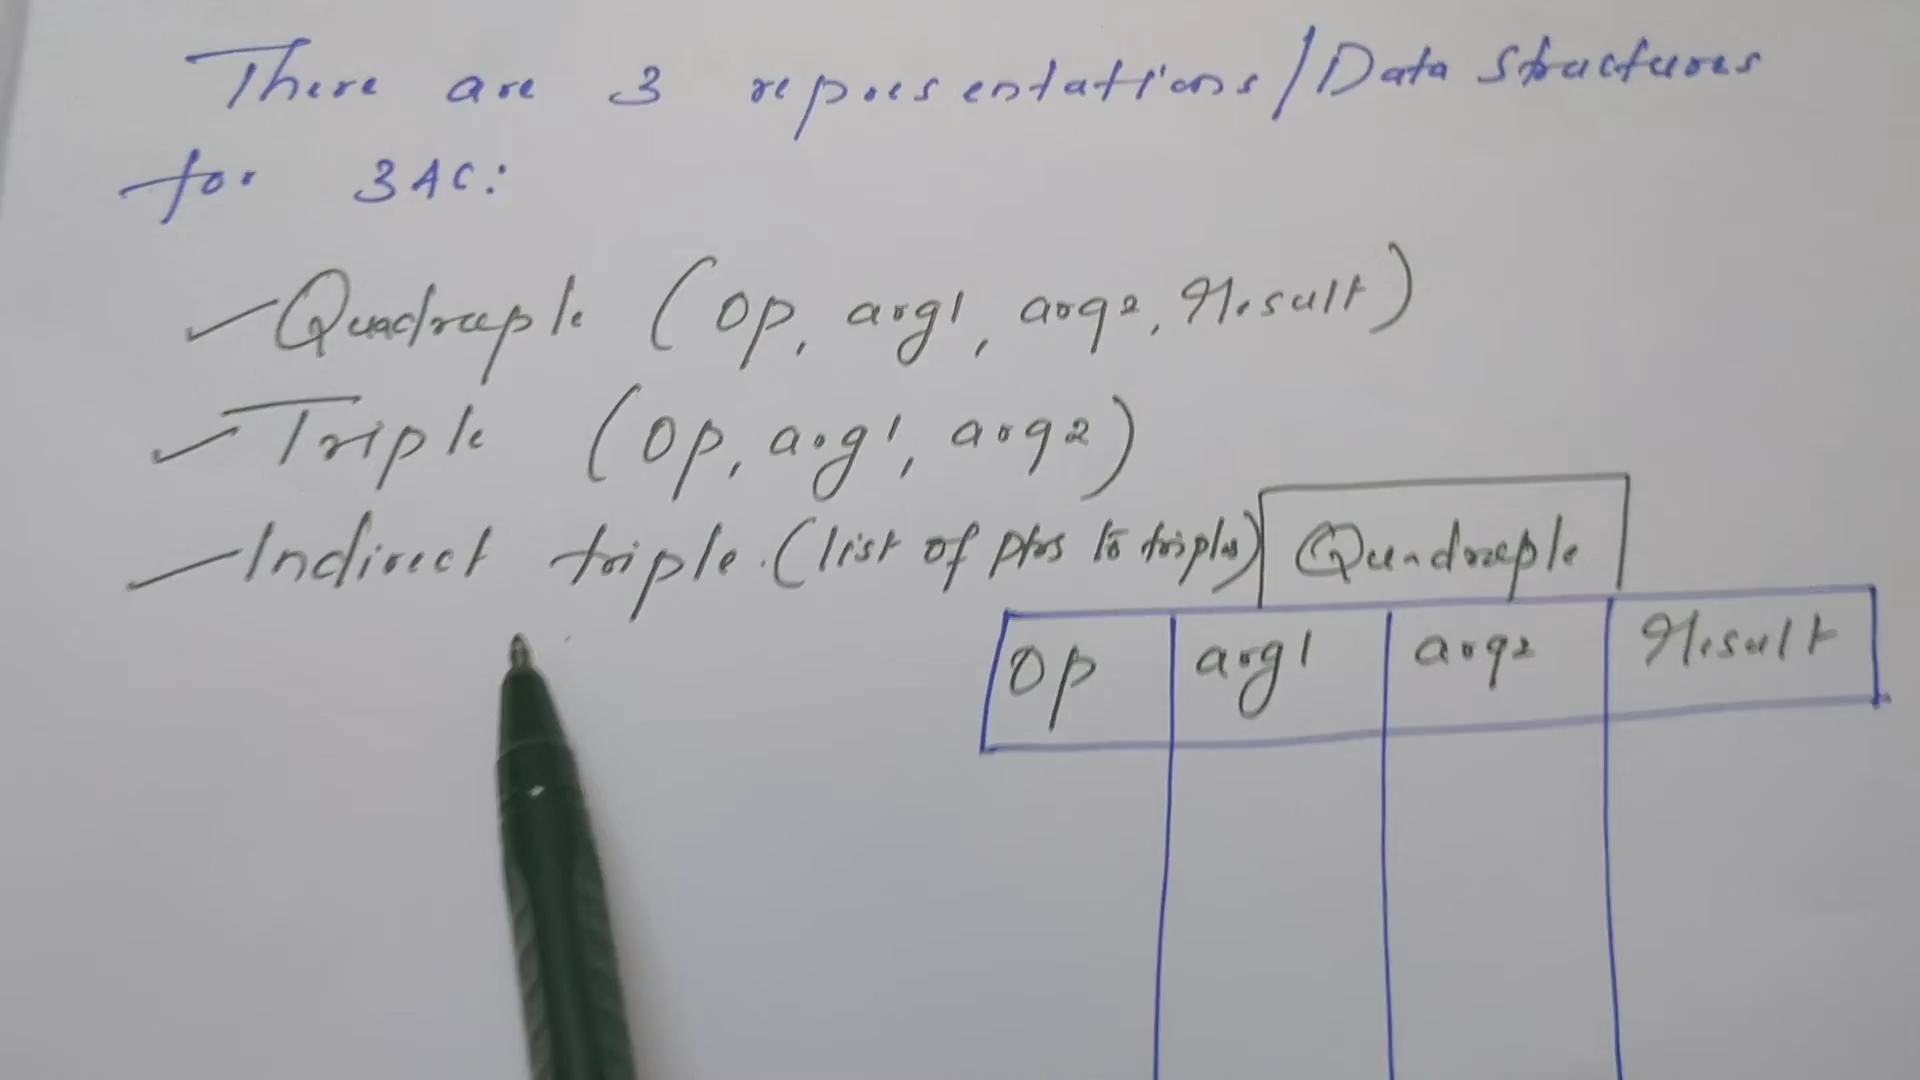 There are 3 representations/Data Structures
for 3AC:
Quadruple (Op, arg1, arg2, Result)
Triple (Op, arg1, arg2)
Indirect triple. (list of ptrs to triples)
Quadruple
Op arg1 arg2 Result